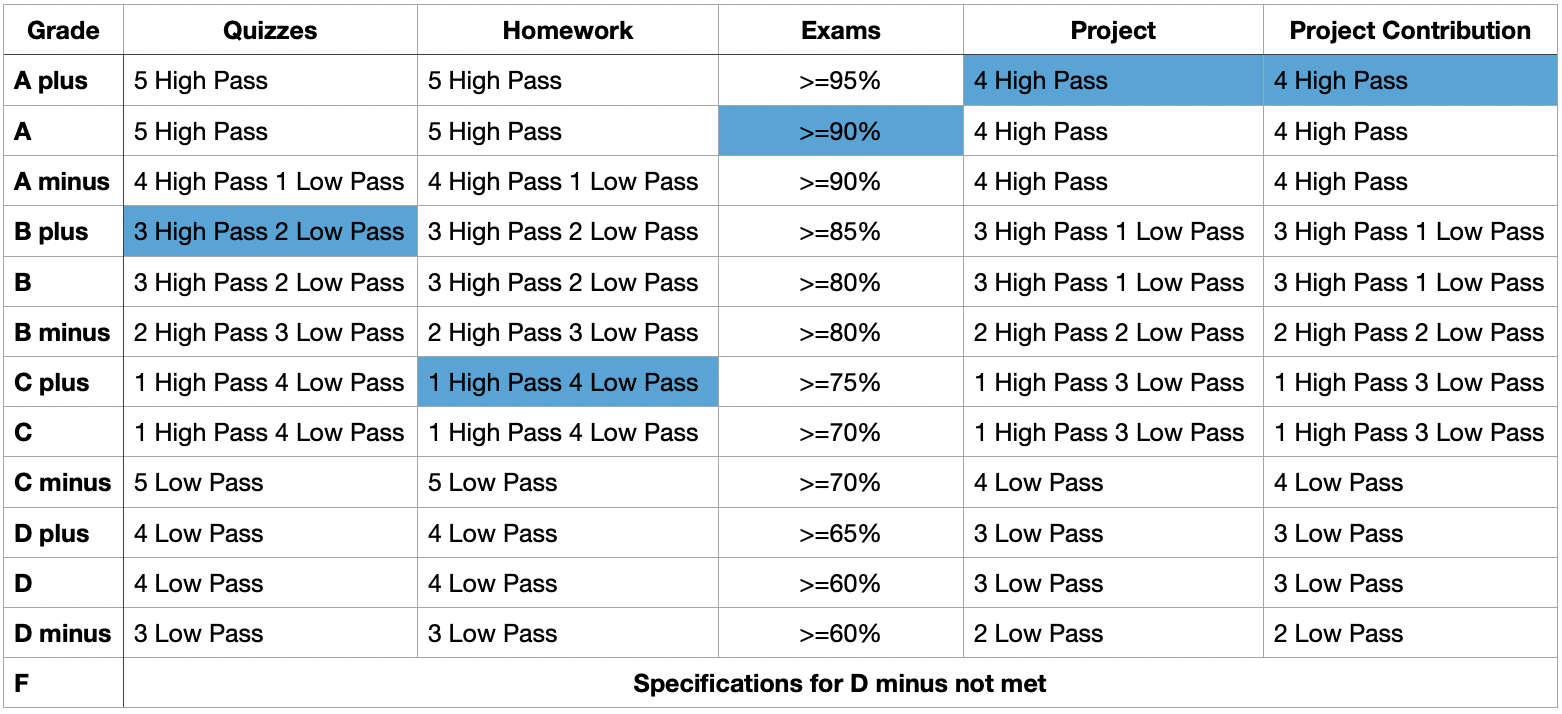 Grade Quizzes Homework Exams Project Project Contribution
A plus 5 High Pass 5 High Pass >=95% 4 High Pass 4 High Pass
A 5 High Pass 5 High Pass >=90% 4 High Pass 4 High Pass
A minus 4 High Pass 1 Low Pass 4 High Pass 1 Low Pass >=90% 4 High Pass 4 High Pass
B plus 3 High Pass 2 Low Pass 3 High Pass 2 Low Pass >=85% 3 High Pass 1 Low Pass 3 High Pass 1 Low Pass
B 3 High Pass 2 Low Pass 3 High Pass 2 Low Pass >=80% 3 High Pass 1 Low Pass 3 High Pass 1 Low Pass
B minus 2 High Pass 3 Low Pass 2 High Pass 3 Low Pass >=80% 2 High Pass 2 Low Pass 2 High Pass 2 Low Pass
C plus 1 High Pass 4 Low Pass 1 High Pass 4 Low Pass >=75% 1 High Pass 3 Low Pass 1 High Pass 3 Low Pass
C 1 High Pass 4 Low Pass 1 High Pass 4 Low Pass >=70% 1 High Pass 3 Low Pass 1 High Pass 3 Low Pass
C minus 5 Low Pass 5 Low Pass >=70% 4 Low Pass 4 Low Pass
D plus 4 Low Pass 4 Low Pass >=65% 3 Low Pass 3 Low Pass
D 4 Low Pass 4 Low Pass >=60% 3 Low Pass 3 Low Pass
D minus 3 Low Pass 3 Low Pass >=60% 2 Low Pass 2 Low Pass
F Specifications for D minus not met